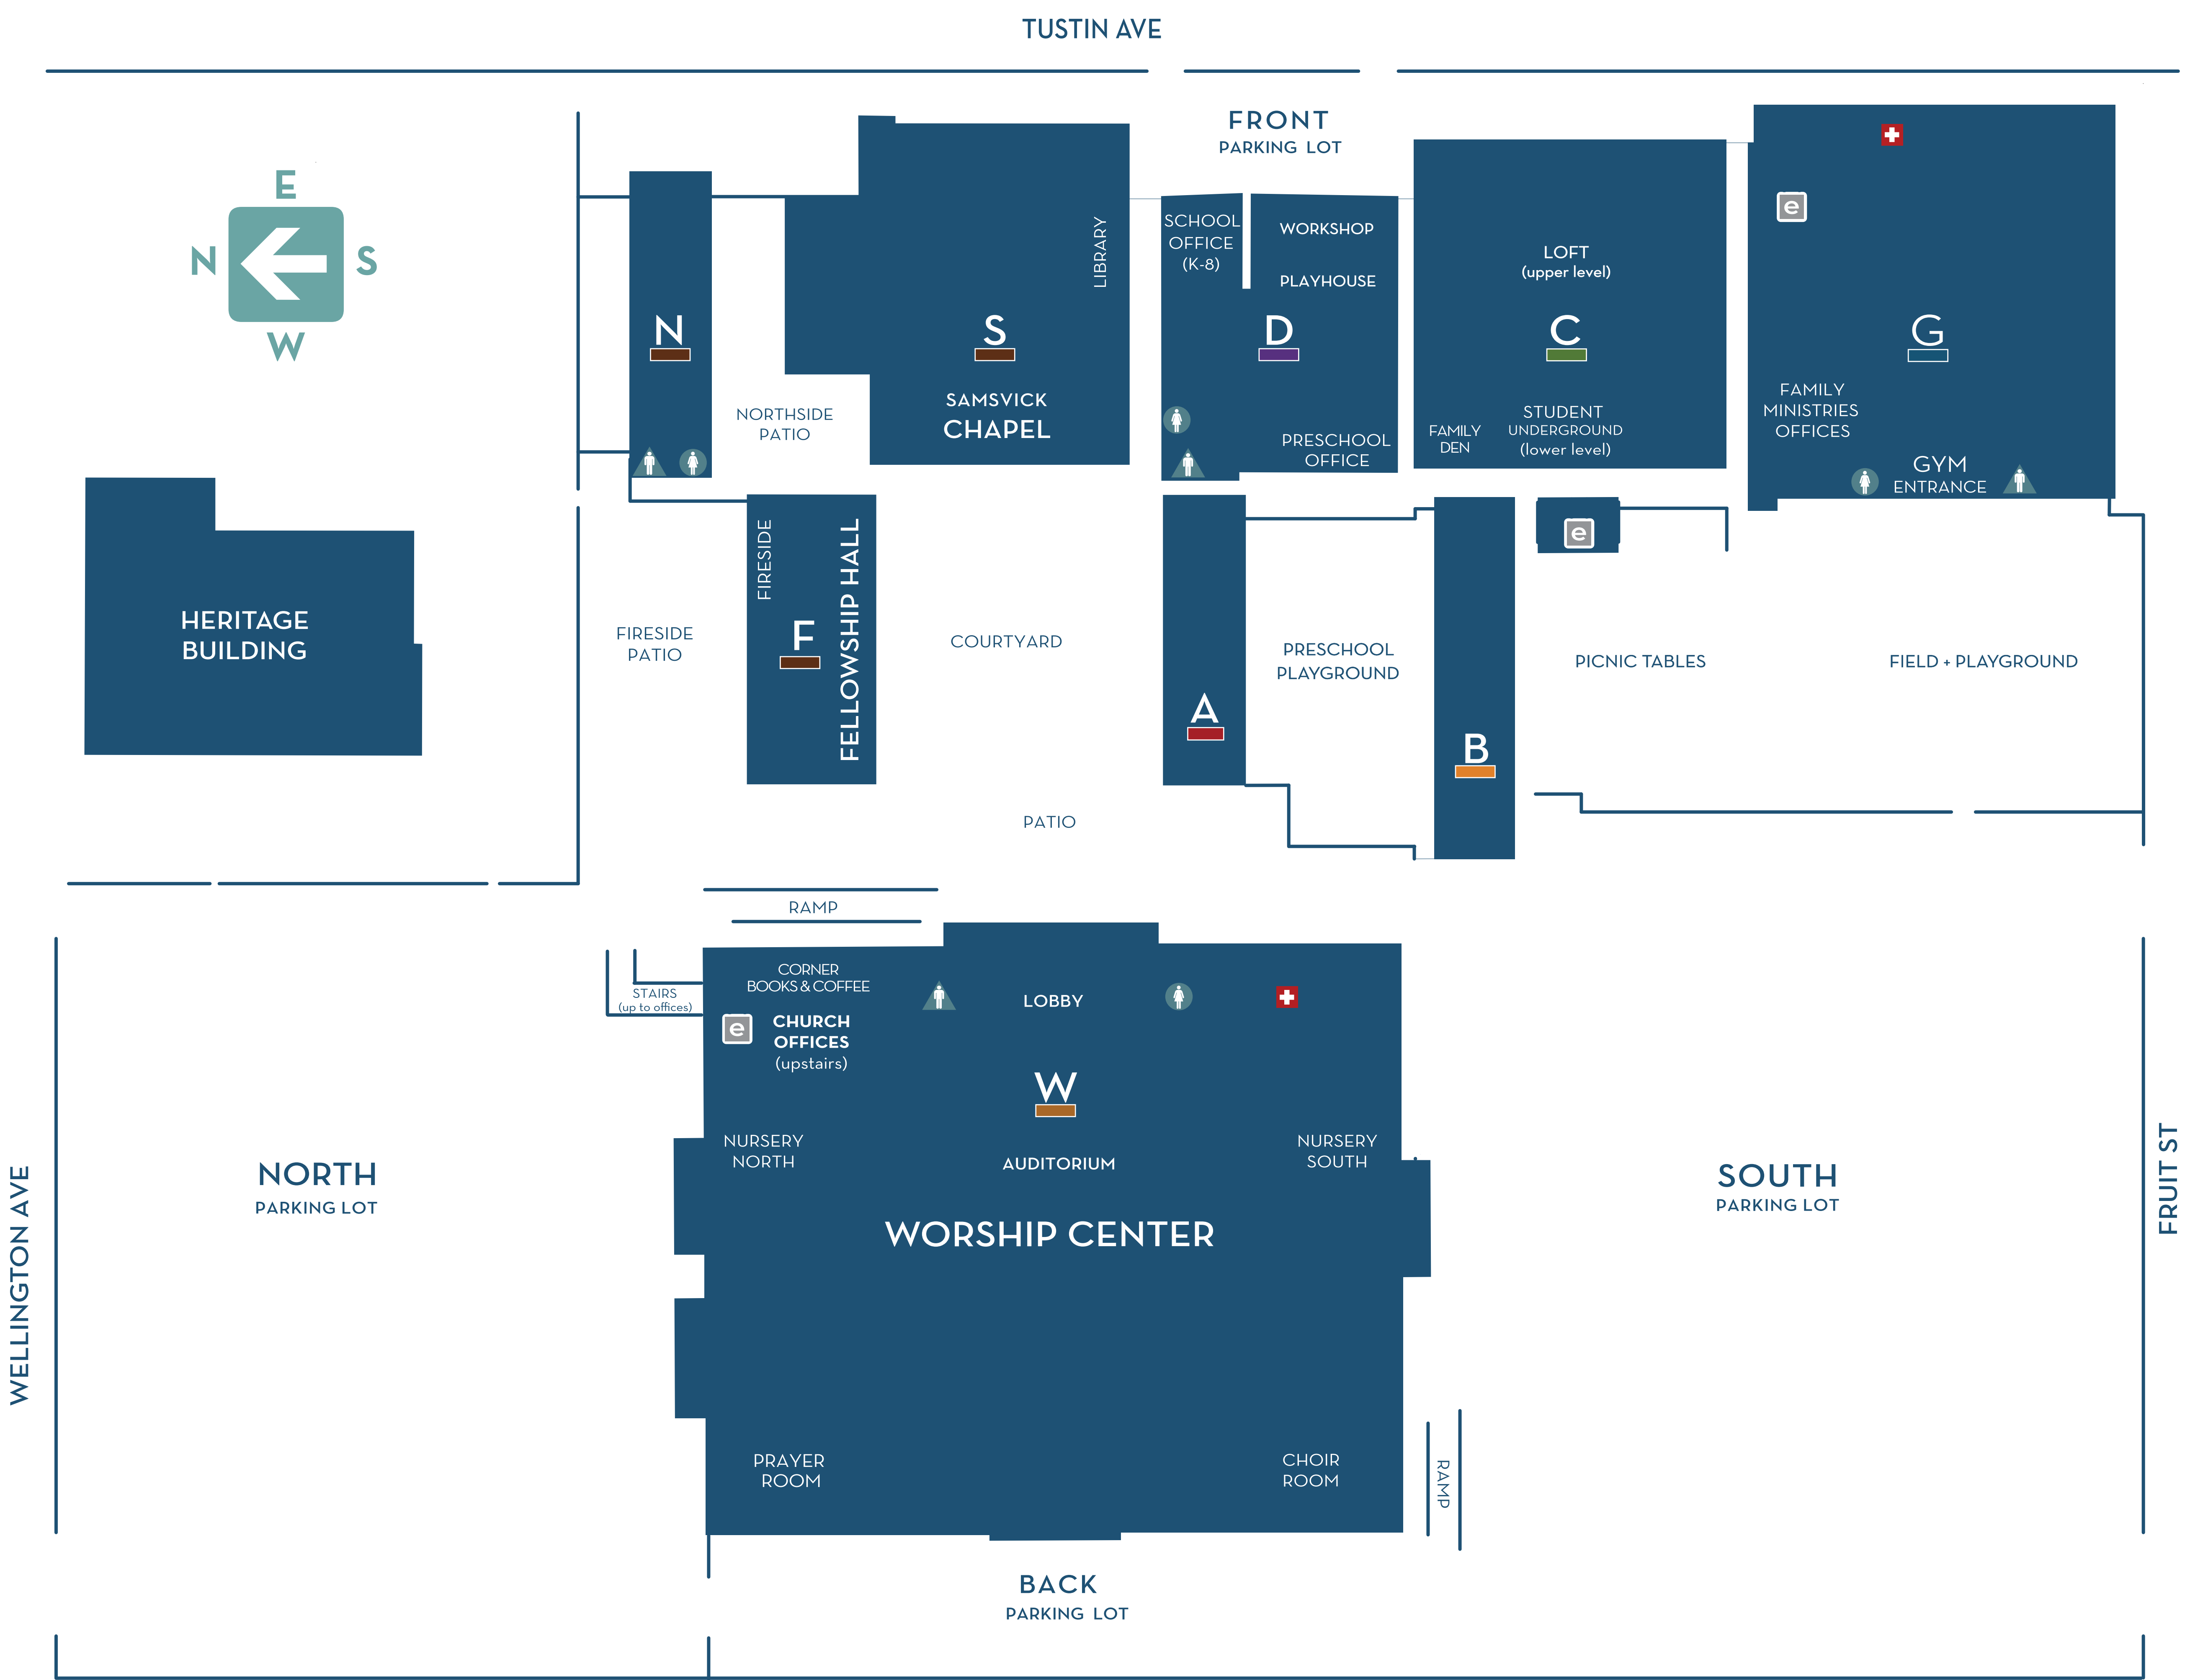 TUSTIN AVE
FRONT
PARKING LOT
E
N
S
W
N
S
SAMSVICK
CHAPEL
LIBRARY
SCHOOL
OFFICE
(K-8)
WORKSHOP
PLAYHOUSE
D
PRESCHOOL
OFFICE
LOFT
(upper level)
C
FAMILY
DEN
STUDENT
UNDERGROUND
(lower level)
e
G
FAMILY
MINISTRIES
OFFICES
GYM
ENTRANCE
NORTHSIDE
PATIO
HERITAGE
BUILDING
FIRESIDE
PATIO
FIRESIDE
F
FELLOWSHIP HALL
COURTYARD
A
PRESCHOOL
PLAYGROUND
B
e
PICNIC TABLES
FIELD + PLAYGROUND
PATIO
RAMP
STAIRS
(up to offices)
CORNER
BOOKS & COFFEE
e
CHURCH
OFFICES
(upstairs)
LOBBY
W
NURSERY
NORTH
AUDITORIUM
NURSERY
SOUTH
WORSHIP CENTER
PRAYER
ROOM
CHOIR
ROOM
RAMP
WELLINGTON AVE
NORTH
PARKING LOT
SOUTH
PARKING LOT
FRUIT ST
BACK
PARKING LOT